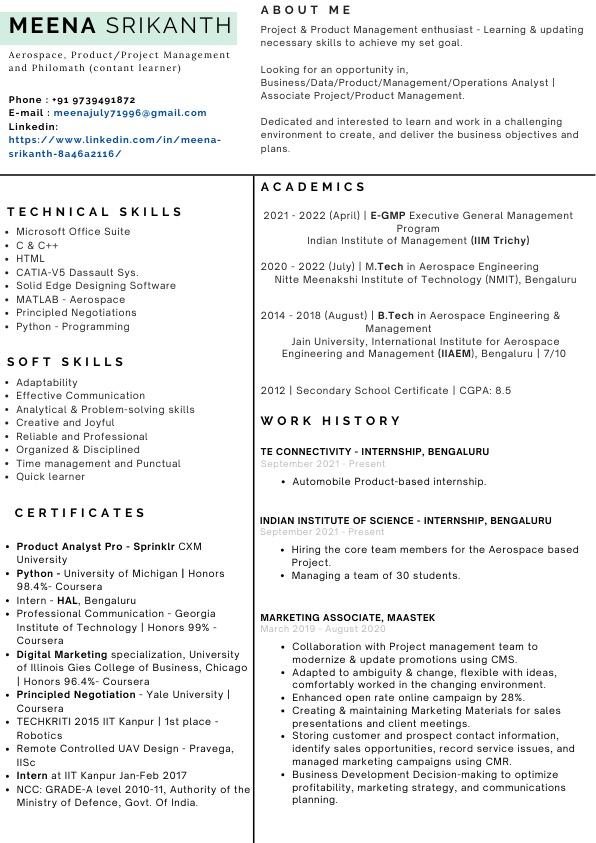 MEENA SRIKANTH
Aerospace, Product/Project Management
and Philomath (contant learner)
Phone : +91 9739491872
E-mail : meenajuly71996@gmail.com
Linkedin:
https://www.linkedin.com/in/meena-
srikanth-8a46a2116/
ABOUT ME
Project & Product Management enthusiast - Learning & updating
necessary skills to achieve my set goal.
Looking for an opportunity in,
Business/Data/Product/Management/Operations Analyst |
Associate Project/Product Management.
Dedicated and interested to learn and work in a challenging
environment to create, and deliver the business objectives and
plans.
TECHNICAL SKILLS
• Microsoft Office Suite
• C & C++
• HTML
• CATIA-V5 Dassault Sys.
• Solid Edge Designing Software
• MATLAB - Aerospace
• Principled Negotiations
• Python - Programming
SOFT SKILLS
• Adaptability
• Effective Communication
• Analytical & Problem-solving skills
• Creative and Joyful
• Reliable and Professional
• Organized & Disciplined
• Time management and Punctual
• Quick learner
CERTIFICATES
• Product Analyst Pro - Sprinklr CXM
University
• Python - University of Michigan | Honors
98.4%- Coursera
• Intern - HAL, Bengaluru
• Professional Communication - Georgia
Institute of Technology | Honors 99% -
Coursera
• Digital Marketing specialization, University
of Illinois Gies College of Business, Chicago
| Honors 96.4%- Coursera
• Principled Negotiation - Yale University |
Coursera
• TECHKRITI 2015 IIT Kanpur | 1st place -
Robotics
• Remote Controlled UAV Design - Pravega,
IISc
• Intern at IIT Kanpur Jan-Feb 2017
• NCC: GRADE-A level 2010-11, Authority of the
Ministry of Defence, Govt. Of India.
ACADEMICS
2021 - 2022 (April) | E-GMP Executive General Management
Program
Indian Institute of Management (IIM Trichy)
2020 - 2022 (July) | M.Tech in Aerospace Engineering
Nitte Meenakshi Institute of Technology (NMIT), Bengaluru
2014 - 2018 (August) | B.Tech in Aerospace Engineering &
Management
Jain University, International Institute for Aerospace
Engineering and Management (IIAEM), Bengaluru | 7/10
2012 | Secondary School Certificate | CGPA: 8.5
WORK HISTORY
TE CONNECTIVITY - INTERNSHIP, BENGALURU
September 2021 - Present
• Automobile Product-based internship.
INDIAN INSTITUTE OF SCIENCE - INTERNSHIP, BENGALURU
September 2021 - Present
• Hiring the core team members for the Aerospace based
Project.
• Managing a team of 30 students.
MARKETING ASSOCIATE, MAASTEK
March 2019 - August 2020
• Collaboration with Project management team to
modernize & update promotions using CMS.
• Adapted to ambiguity & change, flexible with ideas,
comfortably worked in the changing environment.
• Enhanced open rate online campaign by 28%.
• Creating & maintaining Marketing Materials for sales
presentations and client meetings.
• Storing customer and prospect contact information,
identify sales opportunities, record service issues, and
managed marketing campaigns using CMR.
• Business Development Decision-making to optimize
profitability, marketing strategy, and communications
planning.